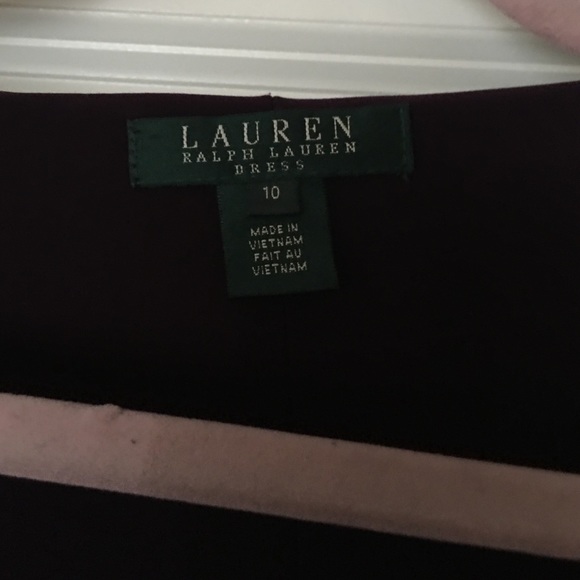 LAUREN
RALPH LAUREN
DRESS
10
MADE IN
VIETNAM
FAIT AU
VIETNAM